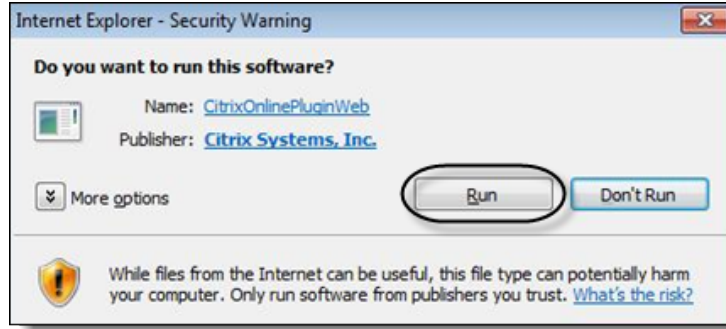 Internet Explorer - Security Warning
Do you want to run this software?
Name: CitrixOnlinePluginWeb
Publisher: Citrix Systems, Inc.
More options
Run
Don't Run
While files from the Internet can be useful, this file type can potentially harm
your computer. Only run software from publishers you trust. What's the risk?